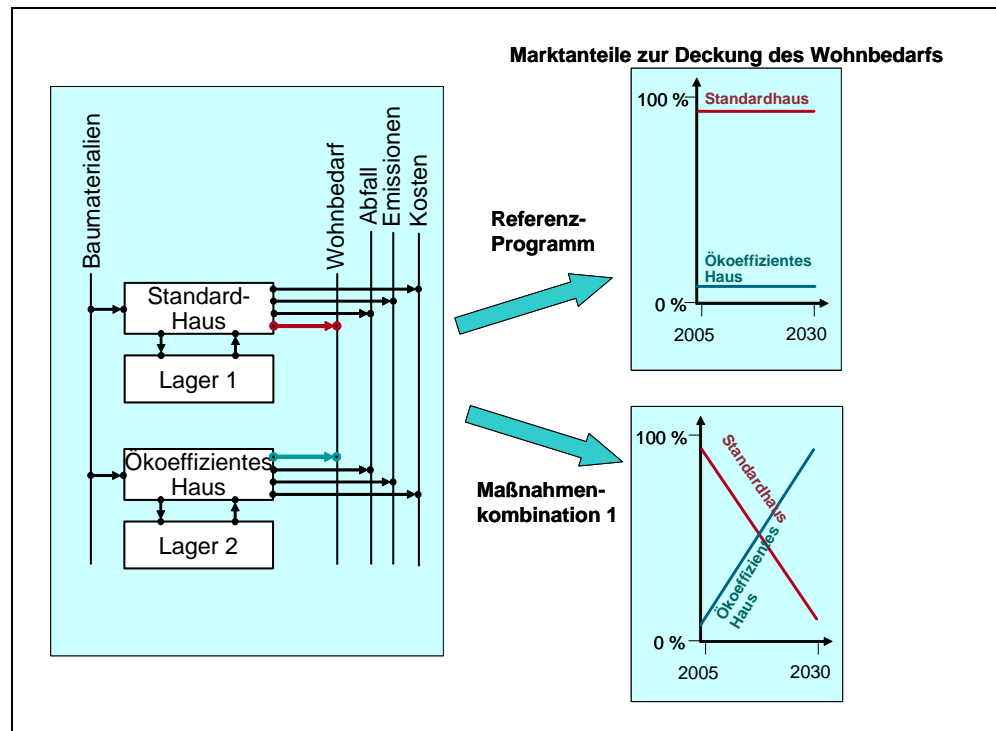 Marktanteile zur Deckung des Wohnbedarfs
Baumaterialien
Wohnbedarf
Abfall
Emissionen
Kosten
Standard-
Haus
Lager 1
Ökoeffizientes
Haus
Lager 2
Referenz-
Programm
Maßnahmen-
kombination 1
100 %
Standardhaus
Ökoeffizientes
Haus
0 %
2005
2030
100 %
Standardhaus
Ökoeffizientes
Haus
0 %
2005
2030